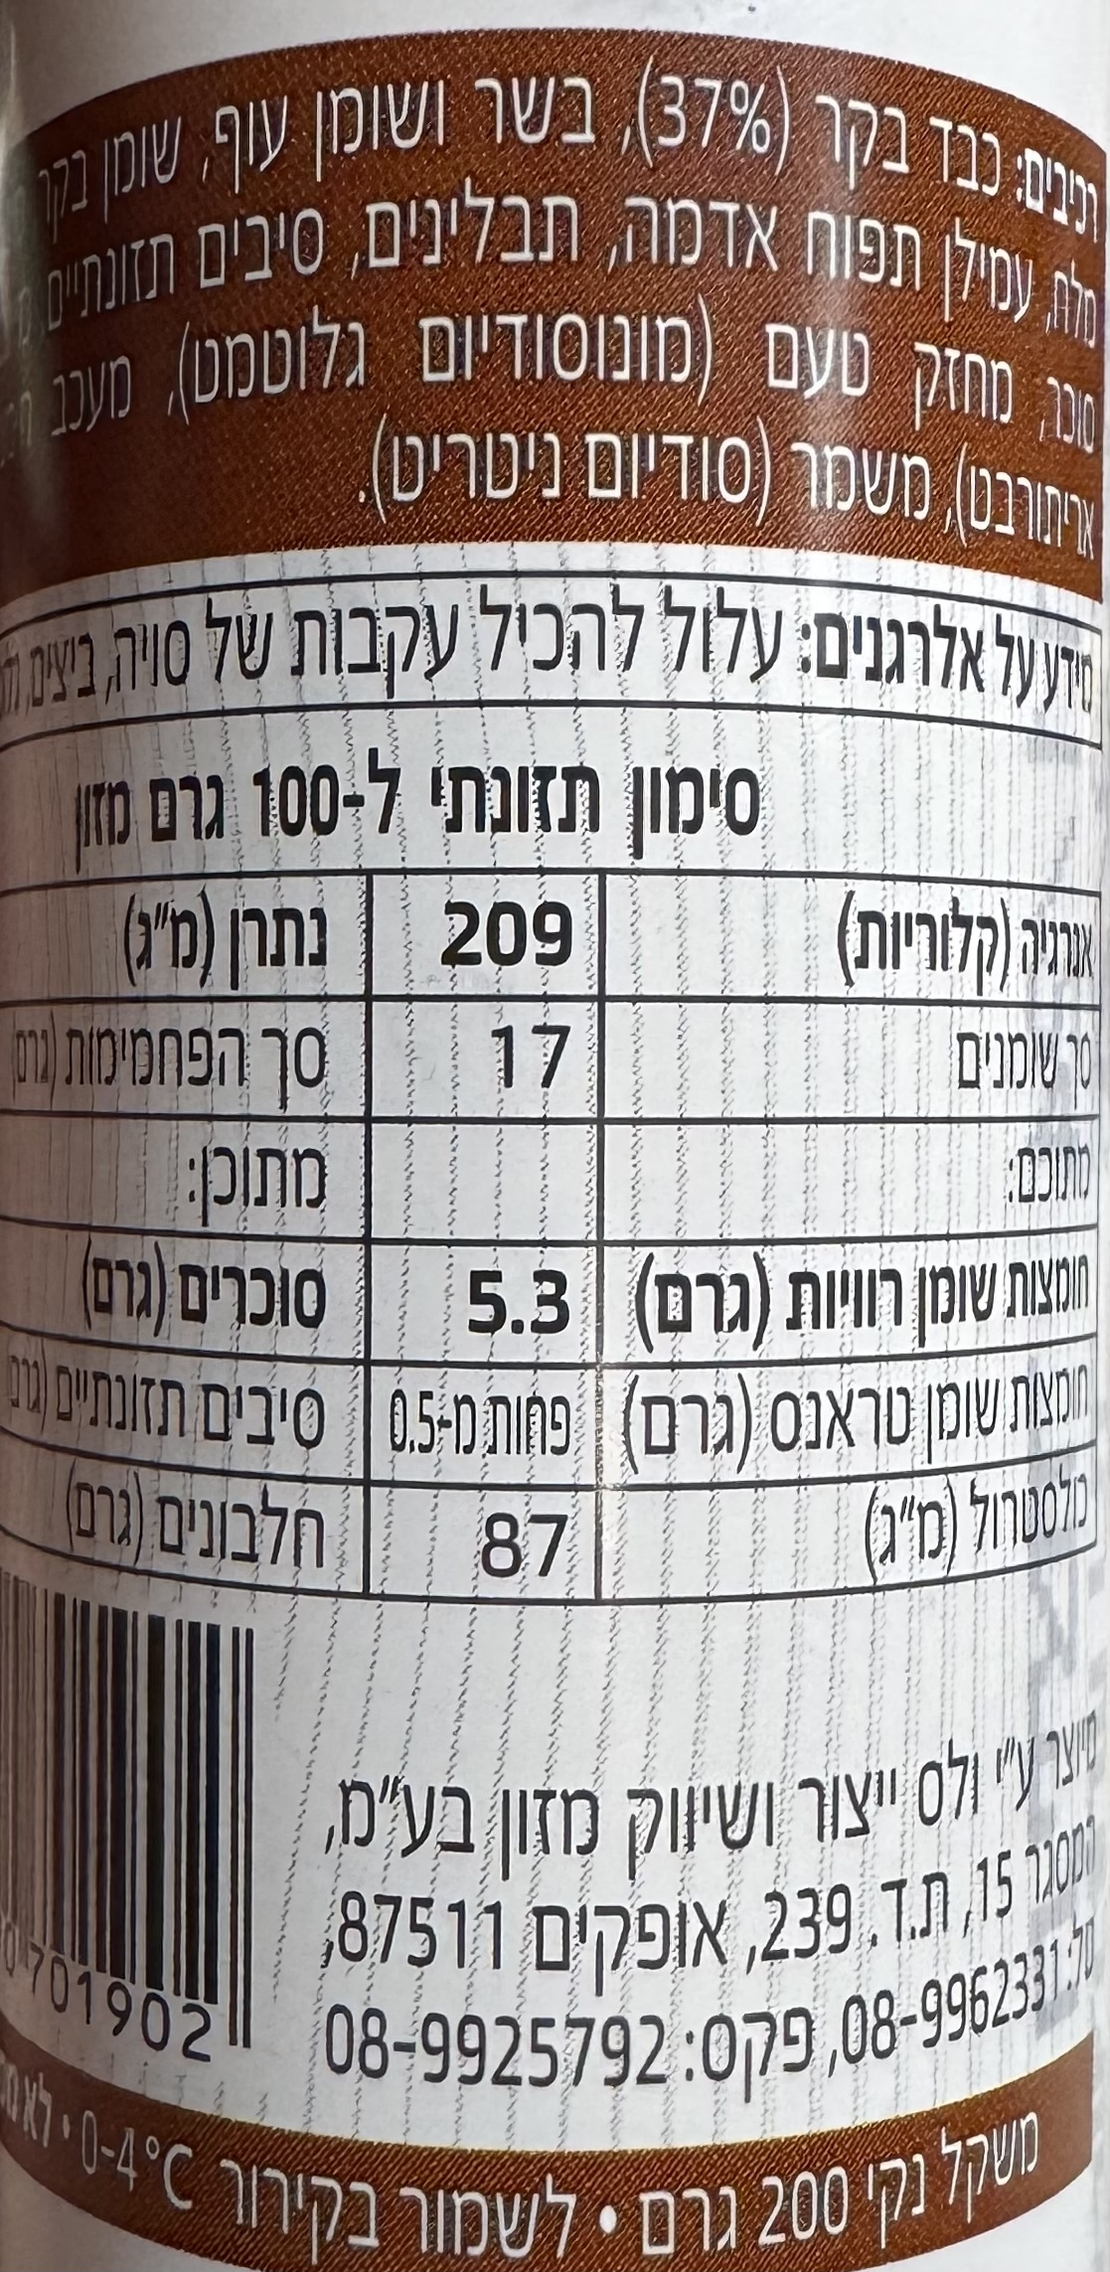 רכיבים: כבד בקר (37%), בשר ושומן עוף, שומן בקר
מלח, עמילן תפוח אדמה, תבלינים, סיבים תזונתיים
סוכר, מחזק טעם (מונוסודיום גלוטמט), מעכב
אריתורבט), משמר (סודיום ניטריט).
מידע על אלרגנים: עלול להכיל עקבות של סויה, ביצים,
סימון תזונתי ל-100 גרם מזון
אנרגיה (קלוריות) 209 נתרן (מ"ג)
סך שומנים 17 סך הפחמימות (גרם)
מתוכם: מתוכן:
חומצות שומן רוויות (גרם) 5.3 סוכרים (גרם)
חומצות שומן טראנס (גרם) פחות מ-0.5 סיבים תזונתיים (גרם
כולסטרול (מ"ג) 87 חלבונים (גרם)
מיוצר ע"י ולס ייצור ושיווק מזון בע"מ,
המסגר 15, ת.ד. 239, אופקים 87511,
טל: 08-9962331, פקס: 08-9925792
701902
משקל נקי 200 גרם • לשמור בקירור 0-4°C • לא